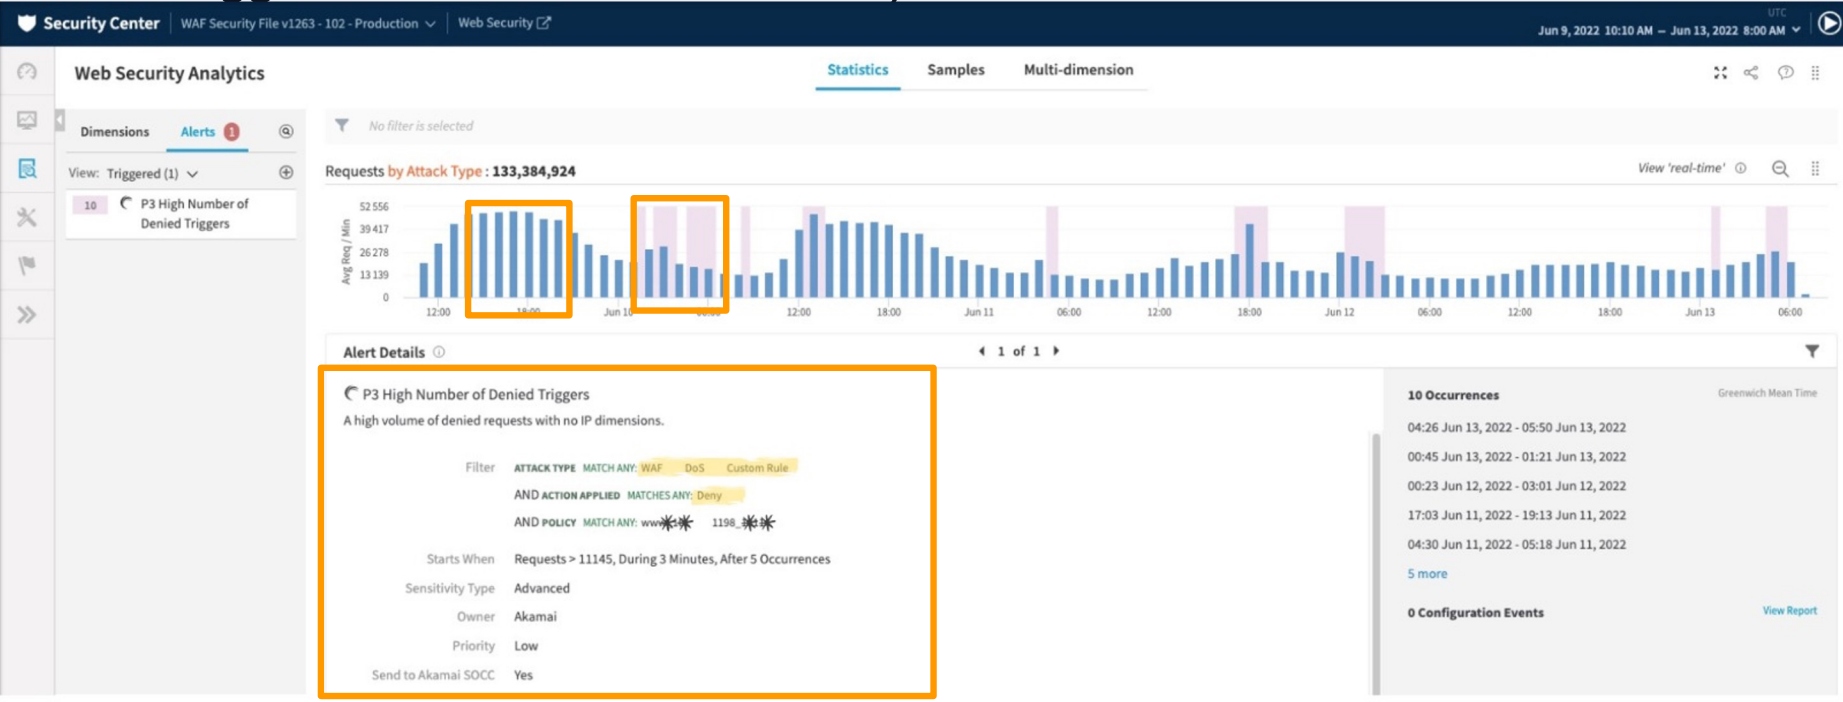 Security Center WAF Security File v1263 - 102 - Production Web Security
UTC
Jun 9, 2022 10:10 AM – Jun 13, 2022 8:00 AM
Web Security Analytics
Statistics Samples Multi-dimension
Dimensions Alerts 1
No filter is selected
View: Triggered (1)
10 P3 High Number of
Denied Triggers
Requests by Attack Type : 133,384,924
View 'real-time'
Avg Req / Min
52 556
39 417
26 278
13 139
0
12:00 18:00 Jun 10 12:00 18:00 Jun 11 06:00 12:00 18:00 Jun 12 06:00 12:00 18:00 Jun 13 06:00
Alert Details
1 of 1
P3 High Number of Denied Triggers
A high volume of denied requests with no IP dimensions.
Filter ATTACK TYPE MATCH ANY: WAF DoS Custom Rule
AND ACTION APPLIED MATCHES ANY: Deny
AND POLICY MATCH ANY: www 1198_
Starts When Requests > 11145, During 3 Minutes, After 5 Occurrences
Sensitivity Type Advanced
Owner Akamai
Priority Low
Send to Akamai SOCC Yes
10 Occurrences Greenwich Mean Time
04:26 Jun 13, 2022 - 05:50 Jun 13, 2022
00:45 Jun 13, 2022 - 01:21 Jun 13, 2022
00:23 Jun 12, 2022 - 03:01 Jun 12, 2022
17:03 Jun 11, 2022 - 19:13 Jun 11, 2022
04:30 Jun 11, 2022 - 05:18 Jun 11, 2022
5 more
0 Configuration Events View Report